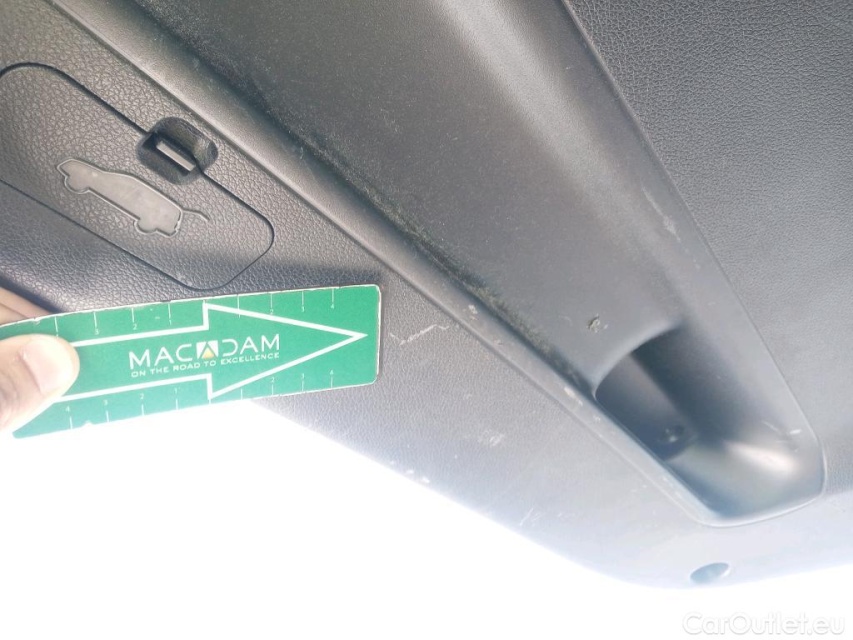 MACADAM
ON THE ROAD TO EXCELLENCE
CarOutlet.eu